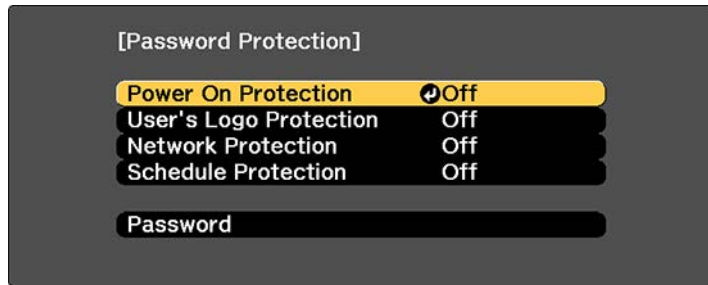 [Password Protection]
Power On Protection Off
User's Logo Protection Off
Network Protection Off
Schedule Protection Off
Password